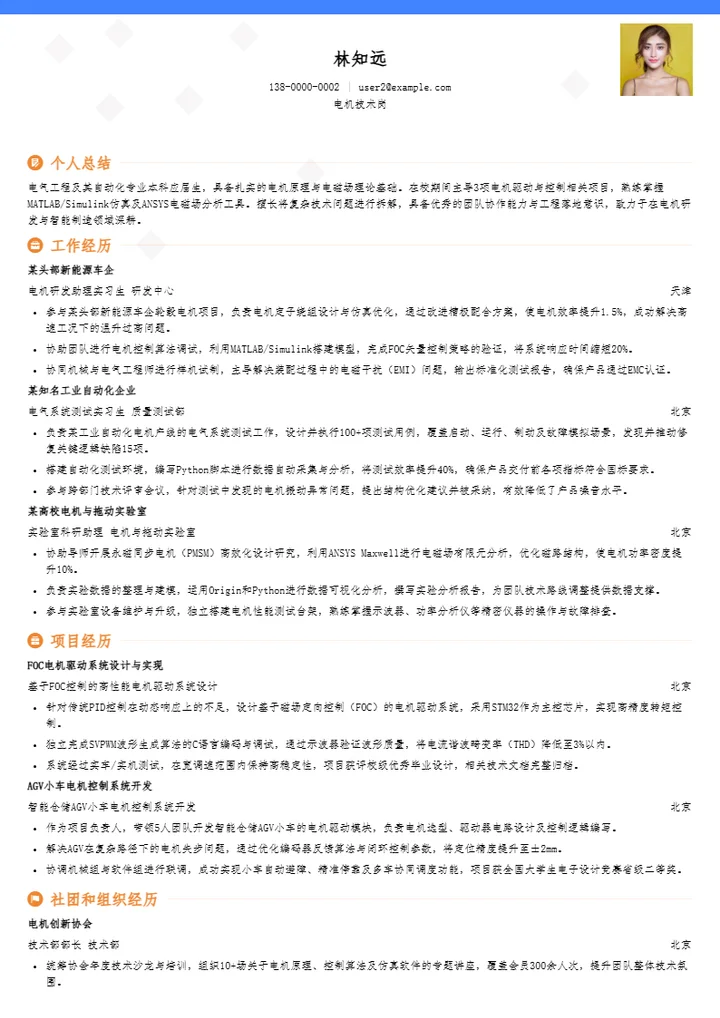 林知远
138-0000-0002 | user2@example.com
电机技术岗
个人总结
电气工程及其自动化专业本科应届生，具备扎实的电机原理与电磁场理论基础。在校期间主导3项电机驱动与控制相关项目，熟练掌握
MATLAB/Simulink仿真及ANSYS电磁场分析工具。擅长将复杂技术问题进行拆解，具备优秀的团队协作能力与工程落地意识，致力于在电机研
发与智能制造领域深耕。
工作经历
某头部新能源车企
电机研发助理实习生 研发中心 天津
• 参与某头部新能源车企轮毂电机项目，负责电机定子绕组设计与仿真优化，通过改进槽极配合方案，使电机效率提升1.5%，成功解决高
速工况下的温升过高问题。
• 协助团队进行电机控制算法调试，利用MATLAB/Simulink搭建模型，完成FOC矢量控制策略的验证，将系统响应时间缩短20%。
• 协同机械与电气工程师进行样机试制，主导解决装配过程中的电磁干扰（EMI）问题，输出标准化测试报告，确保产品通过EMC认证。
某知名工业自动化企业
电气系统测试实习生 质量测试部 北京
• 负责某工业自动化电机产线的电气系统测试工作，设计并执行100+项测试用例，覆盖启动、运行、制动及故障模拟场景，发现并推动修
复关键逻辑缺陷15项。
• 搭建自动化测试环境，编写Python脚本进行数据自动采集与分析，将测试效率提升40%，确保产品交付前各项指标符合国标要求。
• 参与跨部门技术评审会议，针对测试中发现的电机振动异常问题，提出结构优化建议并被采纳，有效降低了产品噪音水平。
某高校电机与拖动实验室
实验室科研助理 电机与拖动实验室 北京
• 协助导师开展永磁同步电机（PMSM）高效化设计研究，利用ANSYS Maxwell进行电磁场有限元分析，优化磁路结构，使电机功率密度提
升10%。
• 负责实验数据的整理与建模，运用Origin和Python进行数据可视化分析，撰写实验分析报告，为团队技术路线调整提供数据支撑。
• 参与实验室设备维护与升级，独立搭建电机性能测试台架，熟练掌握示波器、功率分析仪等精密仪器的操作与故障排查。
项目经历
FOC电机驱动系统设计与实现
基于FOC控制的高性能电机驱动系统设计 北京
• 针对传统PID控制在动态响应上的不足，设计基于磁场定向控制（FOC）的电机驱动系统，采用STM32作为主控芯片，实现高精度转矩控
制。
• 独立完成SVPWM波形生成算法的C语言编码与调试，通过示波器验证波形质量，将电流谐波畸变率（THD）降低至3%以内。
• 系统经过实车/实机测试，在宽调速范围内保持高稳定性，项目获评校级优秀毕业设计，相关技术文档完整归档。
AGV小车电机控制系统开发
智能仓储AGV小车电机控制系统开发 北京
• 作为项目负责人，带领5人团队开发智能仓储AGV小车的电机驱动模块，负责电机选型、驱动器电路设计及控制逻辑编写。
• 解决AGV在复杂路径下的电机失步问题，通过优化编码器反馈算法与闭环控制参数，将定位精度提升至±2mm。
• 协调机械组与软件组进行联调，成功实现小车自动避障、精准停靠及多车协同调度功能，项目获全国大学生电子设计竞赛省级二等奖。
社团和组织经历
电机创新协会
技术部部长 技术部 北京
• 统筹协会年度技术沙龙与培训，组织10+场关于电机原理、控制算法及仿真软件的专题讲座，覆盖会员300余人次，提升团队整体技术氛
围。